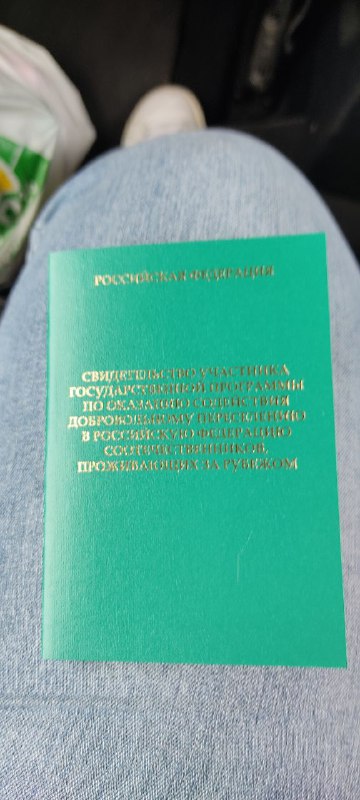 РОССИЙСКАЯ ФЕДЕРАЦИЯ
СВИДЕТЕЛЬСТВО УЧАСТНИКА
ГОСУДАРСТВЕННОЙ ПРОГРАММЫ
ПО ОКАЗАНИЮ СОДЕЙСТВИЯ
ДОБРОВОЛЬНОМУ ПЕРЕСЕЛЕНИЮ
В РОССИЙСКУЮ ФЕДЕРАЦИЮ
СООТЕЧЕСТВЕННИКОВ,
ПРОЖИВАЮЩИХ ЗА РУБЕЖОМ